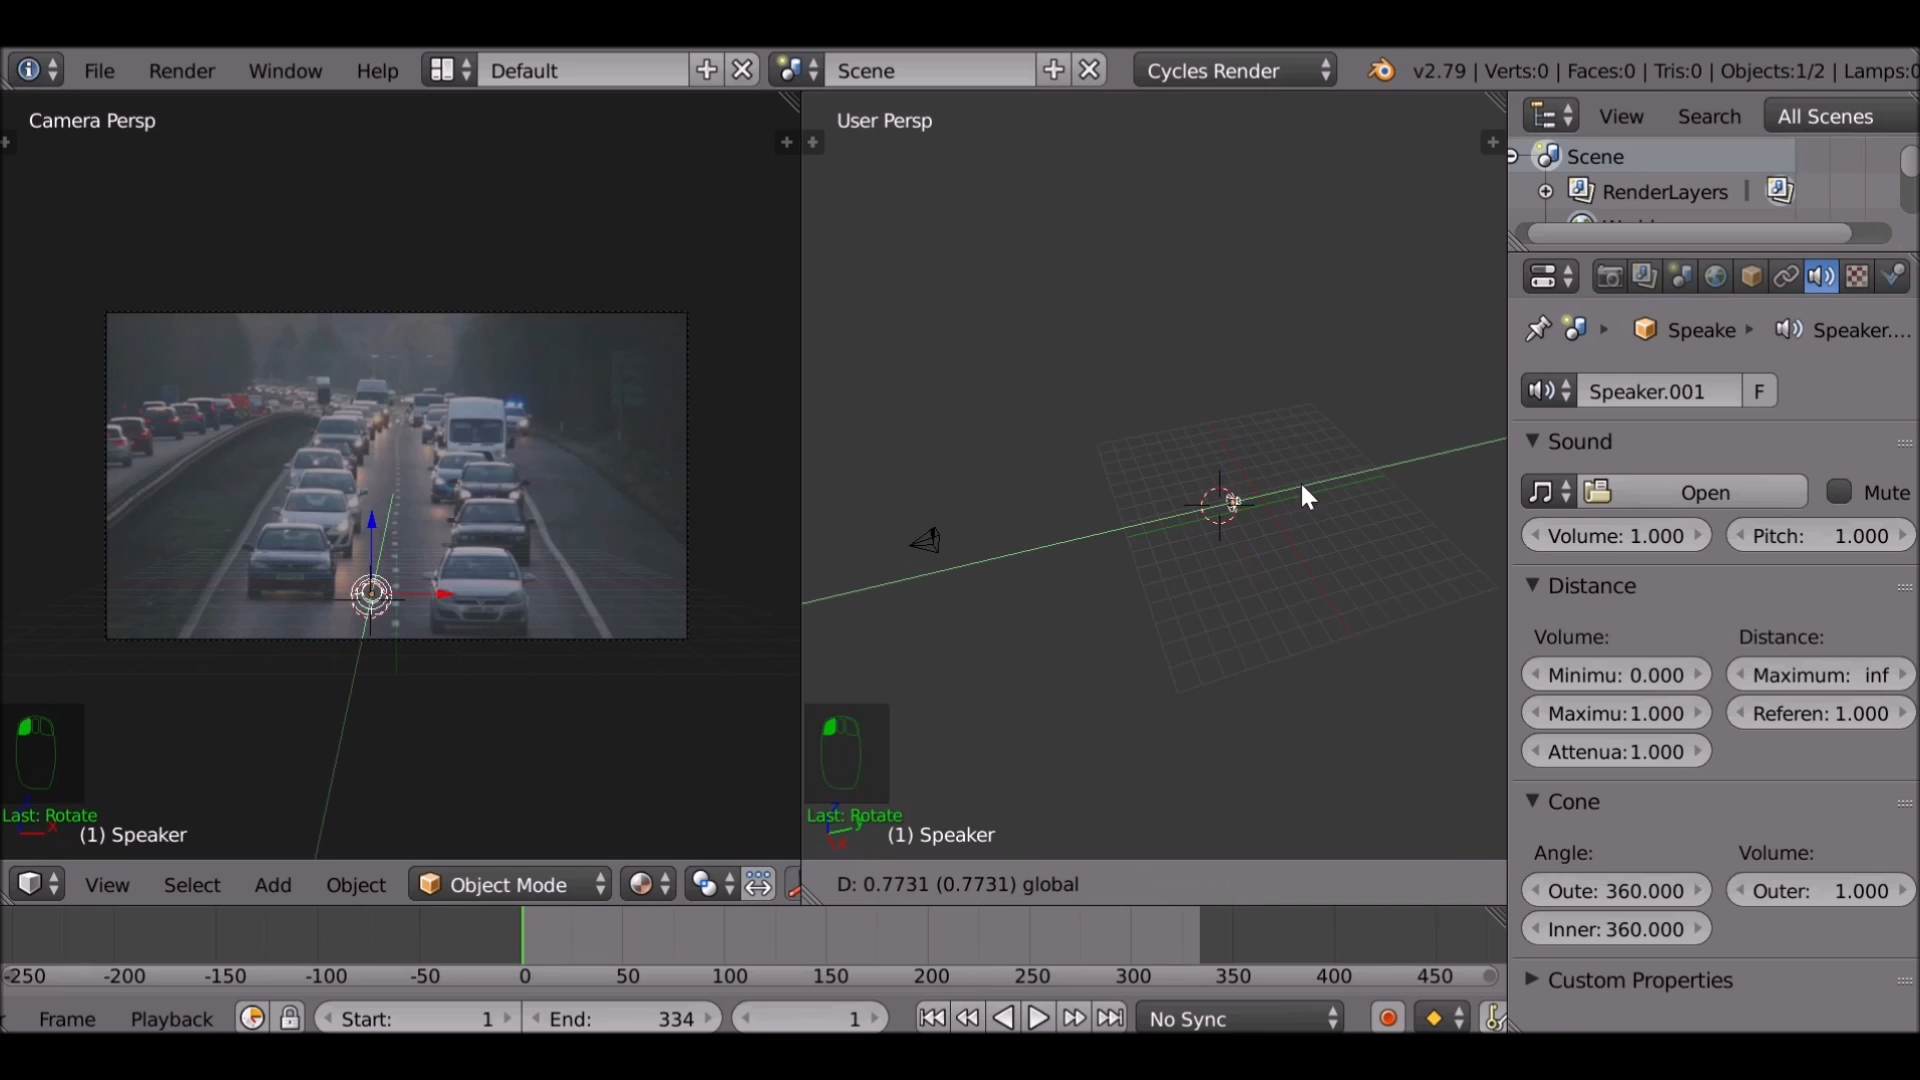 File Render Window Help Default Scene Cycles Render v2.79 | Verts:0 | Faces:0 | Tris:0 | Objects:1/2 | Lamps:0
Camera Persp
User Persp
View Search All Scenes
Scene
RenderLayers |
Speake Speaker....
Speaker.001 F
Sound
Open Mute
Volume: 1.000 Pitch: 1.000
Distance
Volume: Distance:
Minimu: 0.000 Maximum: inf
Maximu: 1.000 Referen: 1.000
Attenua: 1.000
Cone
Angle: Volume:
Oute: 360.000 Outer: 1.000
Inner: 360.000
Custom Properties
Last: Rotate
x
(1) Speaker
Last: Rotate
z
y
x
(1) Speaker
View Select Add Object Object Mode
D: 0.7731 (0.7731) global
-250 -200 -150 -100 -50 0 50 100 150 200 250 300 350 400 450
Frame Playback Start: 1 End: 334 1 No Sync